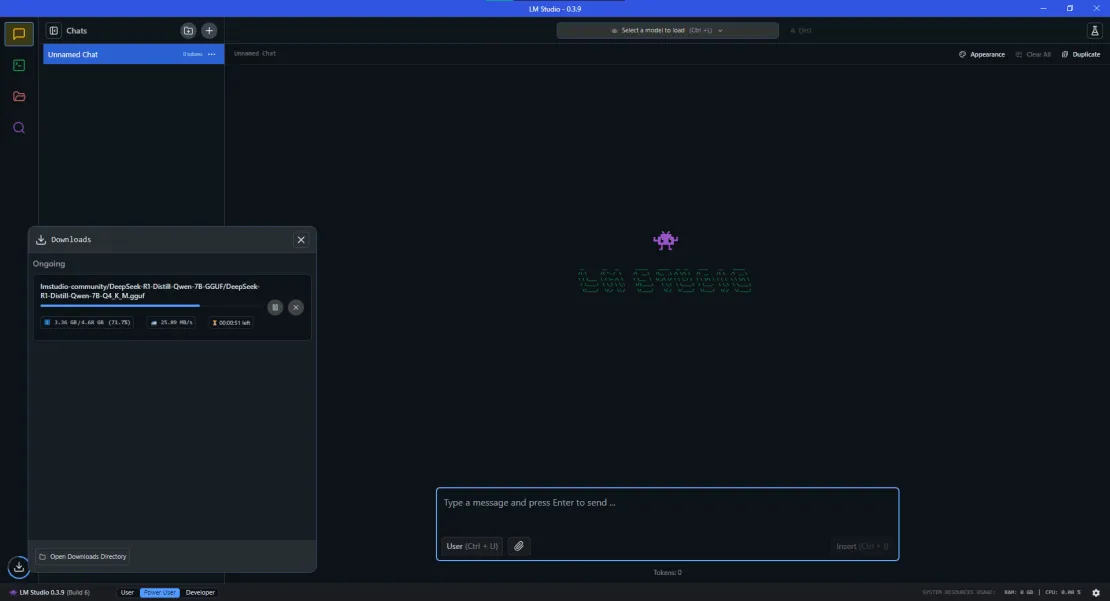 LM Studio - 0.3.9
Chats
Select a model to load (Ctrl + L)
Unnamed Chat
0 tokens
Unnamed Chat
Appearance
Clear All
Duplicate
Downloads
Ongoing
lmstudio-community/DeepSeek-R1-Distill-Qwen-7B-GGUF/DeepSeek-
R1-Distill-Qwen-7B-Q4_K_M.gguf
3.36 GB/4.68 GB (71.7%)
25.89 MB/s
00:00:51 left
Type a message and press Enter to send ...
User (Ctrl + U)
Insert (Ctrl + I)
Tokens: 0
Open Downloads Directory
LM Studio 0.3.9 (Build 6)
User
Power User
Developer
SYSTEM RESOURCES USAGE:
RAM: 0 GB | CPU: 0.00 %